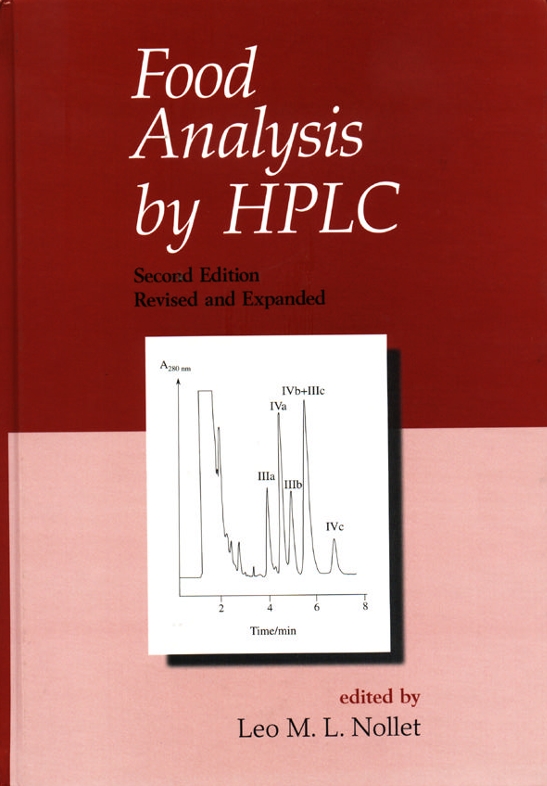 Food
Analysis
by HPLC
Second Edition
Revised and Expanded
A280 nm
IVb+IIIc
IVa
IIIa
IIIb
IVc
2 4 6 8
Time/min
edited by
Leo M. L. Nollet